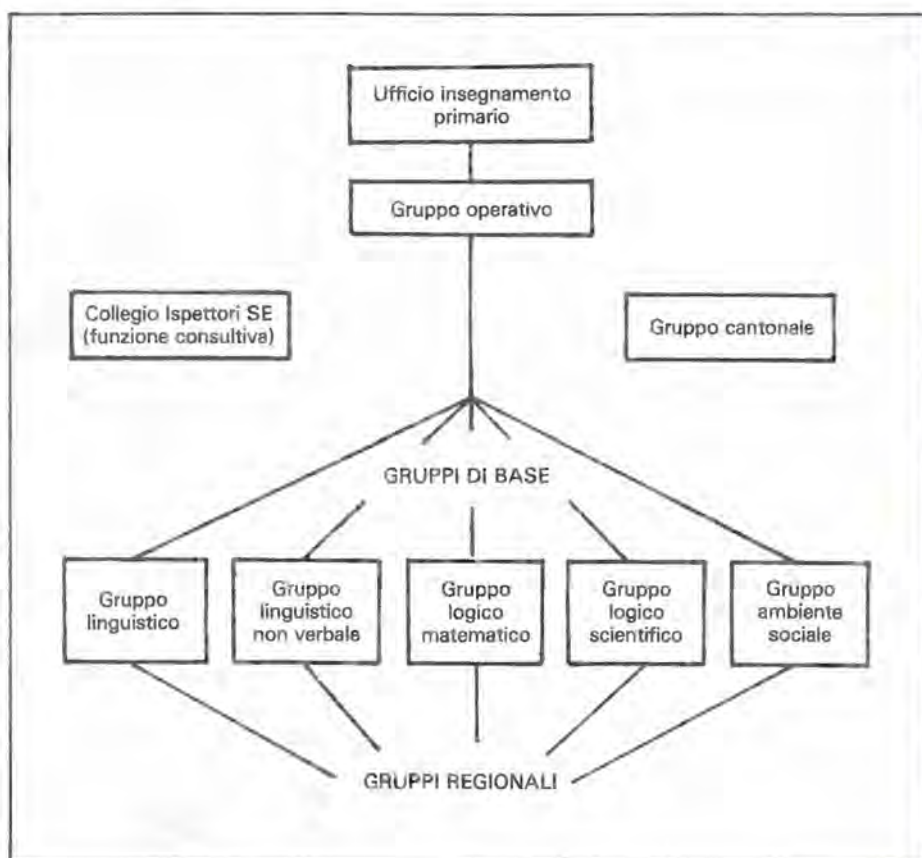 Ufficio insegnamento
primario
Gruppo operativo
Collegio Ispettori SE
(funzione consultiva)
Gruppo cantonale
GRUPPI DI BASE
Gruppo
linguistico
Gruppo
linguistico
non verbale
Gruppo
logico
matematico
Gruppo
logico
scientifico
Gruppo
ambiente
sociale
GRUPPI REGIONALI